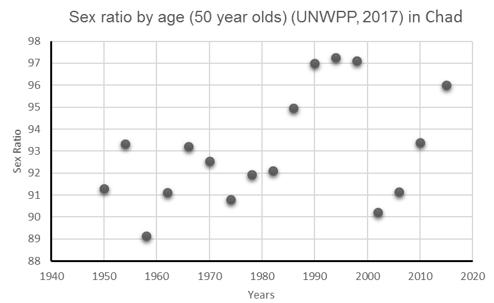 Sex ratio by age (50 year olds) (UNWPP, 2017) in Chad
98
97
96
95
94
93
92
91
90
89
88
Sex Ratio
1940 1950 1960 1970 1980 1990 2000 2010 2020
Years